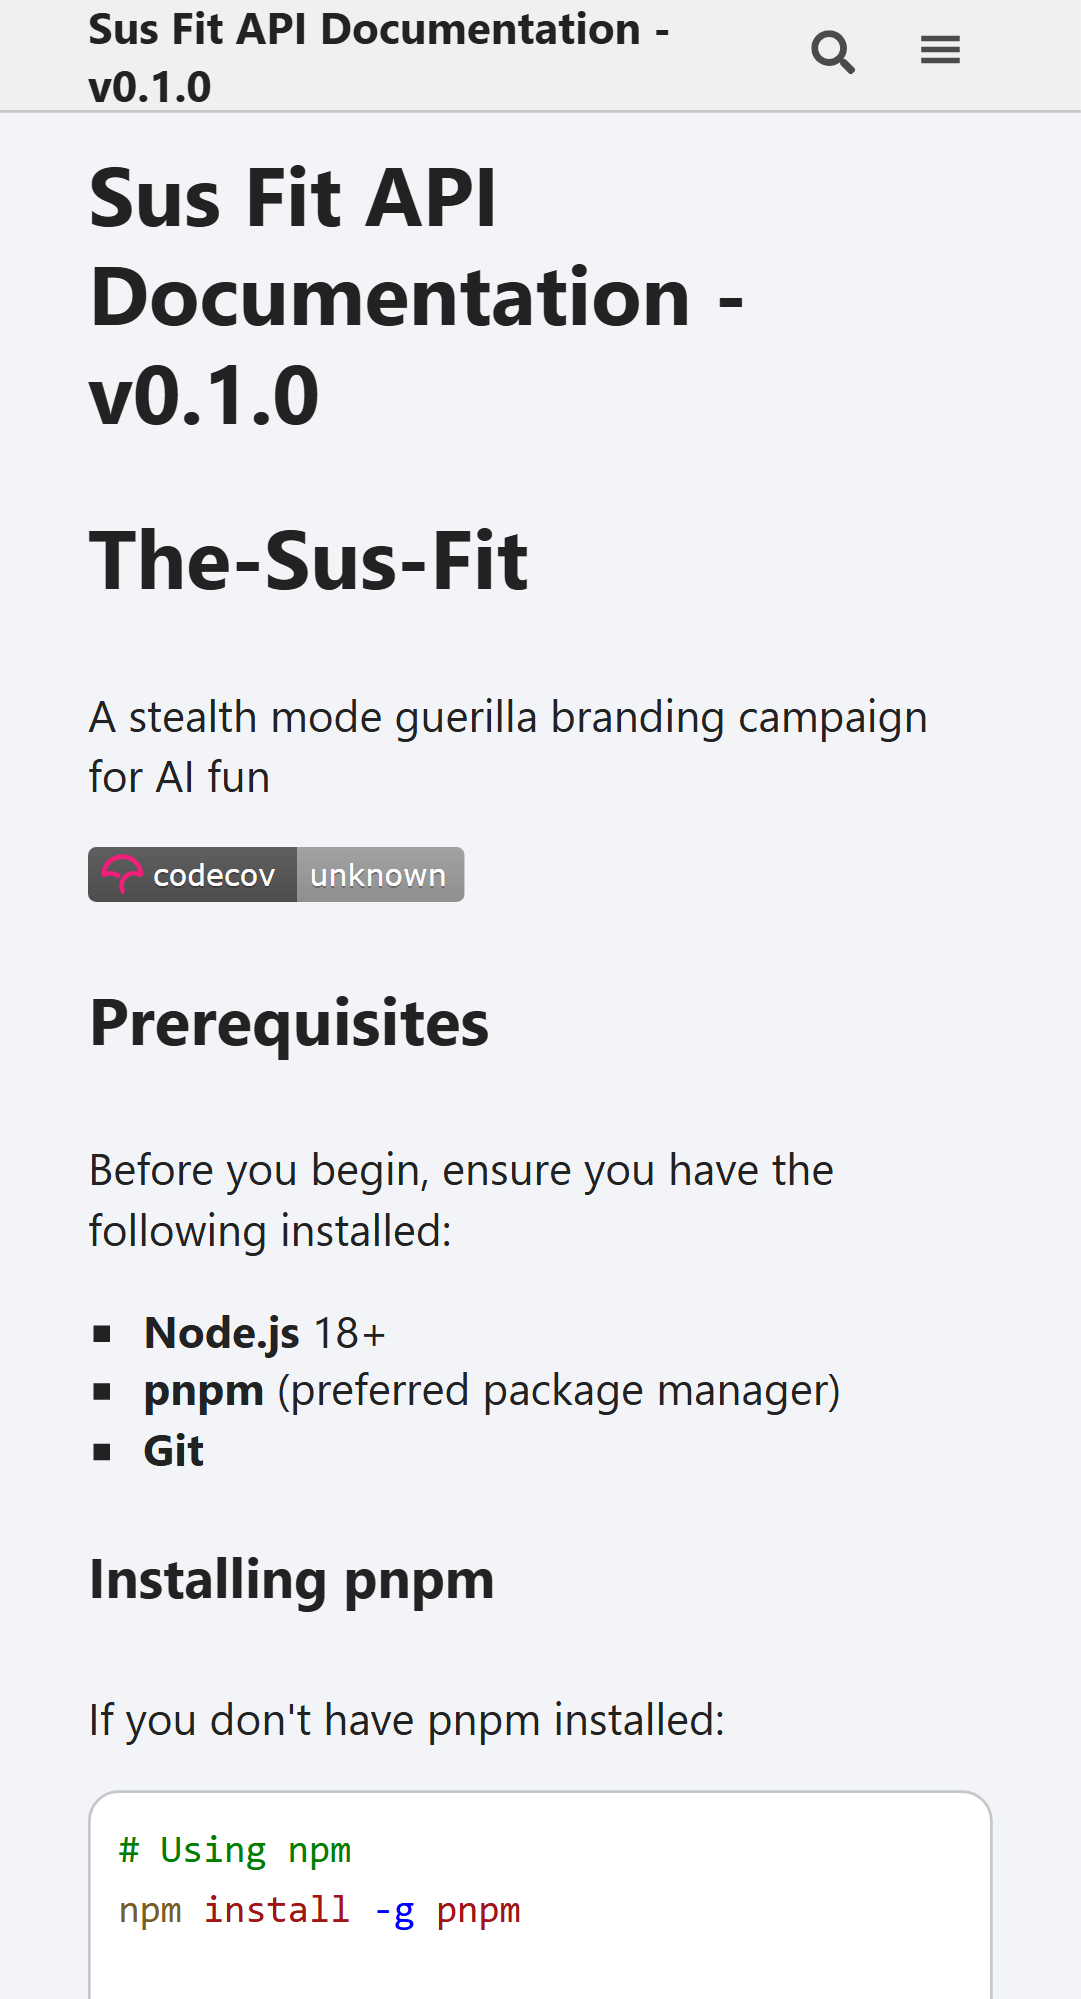 Sus Fit API Documentation -
v0.1.0
Sus Fit API
Documentation -
v0.1.0
The-Sus-Fit
A stealth mode guerilla branding campaign
for AI fun
codecov unknown
Prerequisites
Before you begin, ensure you have the
following installed:
Node.js 18+
pnpm (preferred package manager)
Git
Installing pnpm
If you don't have pnpm installed:
# Using npm
npm install -g pnpm